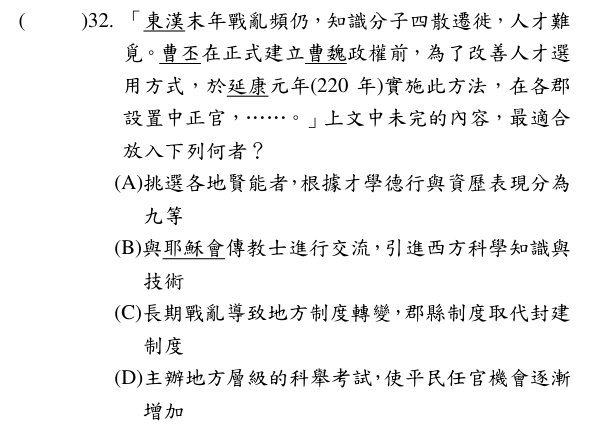 (　　)32. 「東漢末年戰亂頻仍，知識分子四散遷徙，人才難
覓。曹丕在正式建立曹魏政權前，為了改善人才選
用方式，於延康元年(220 年)實施此方法，在各郡
設置中正官，……。」上文中未完的內容，最適合
放入下列何者？
(A)挑選各地賢能者，根據才學德行與資歷表現分為
九等
(B)與耶穌會傳教士進行交流，引進西方科學知識與
技術
(C)長期戰亂導致地方制度轉變，郡縣制度取代封建
制度
(D)主辦地方層級的科舉考試，使平民任官機會逐漸
增加